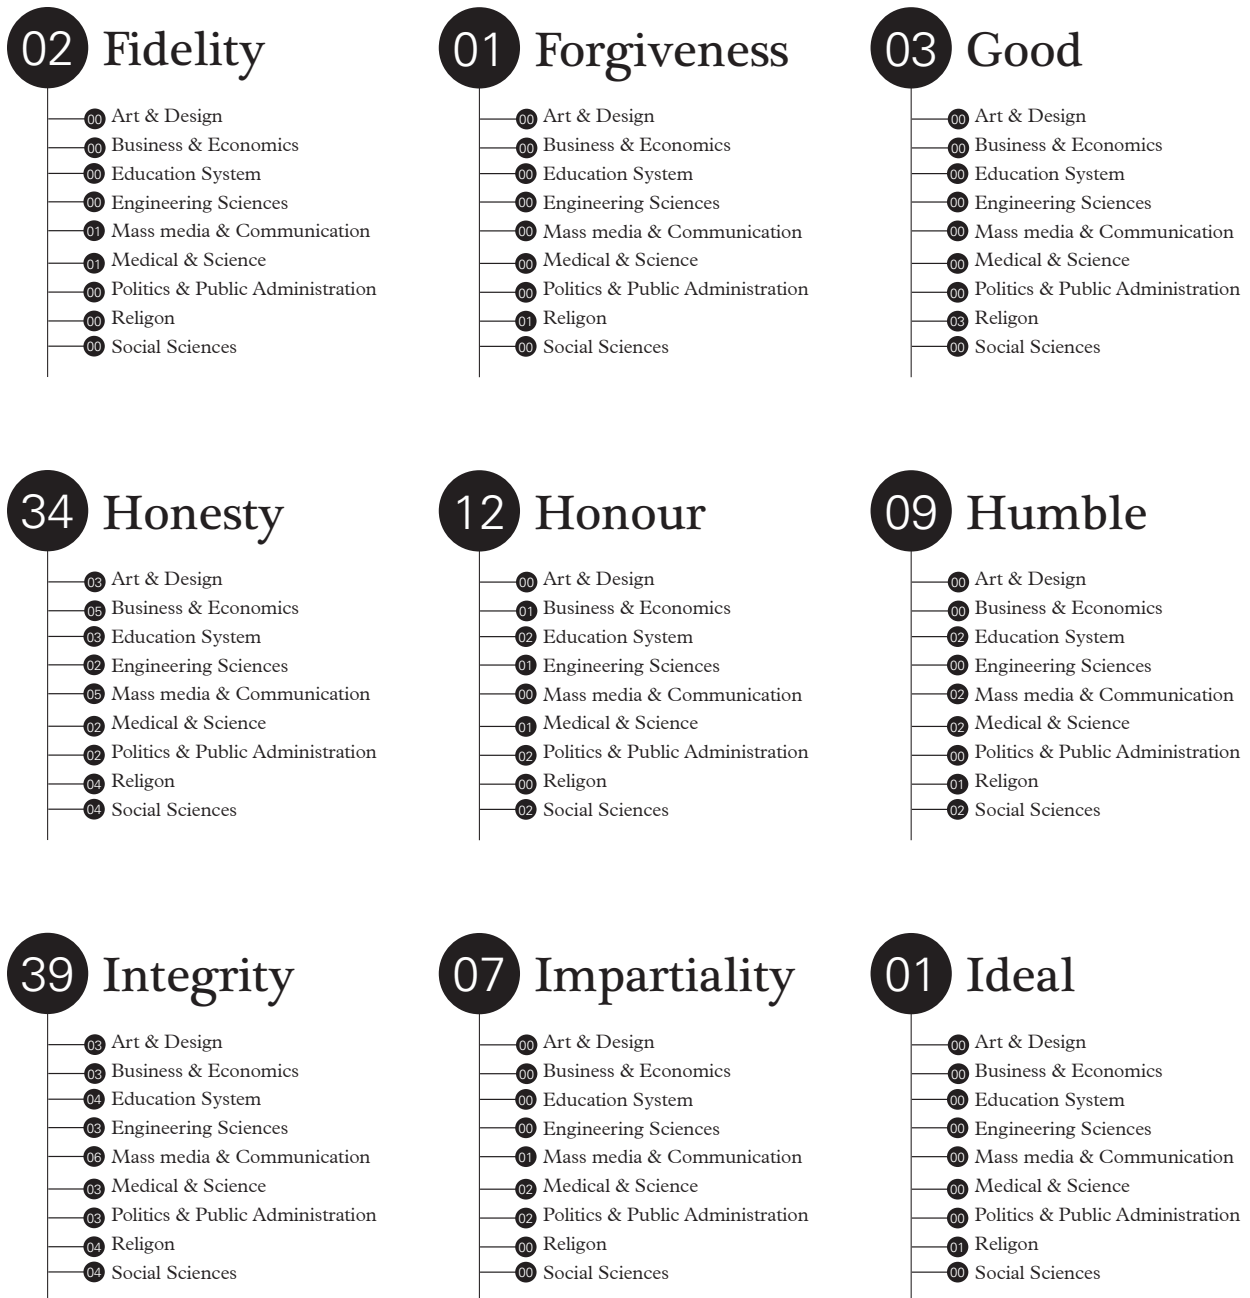 02 Fidelity
00 Art & Design
00 Business & Economics
00 Education System
00 Engineering Sciences
01 Mass media & Communication
01 Medical & Science
00 Politics & Public Administration
00 Religon
00 Social Sciences
01 Forgiveness
00 Art & Design
00 Business & Economics
00 Education System
00 Engineering Sciences
00 Mass media & Communication
00 Medical & Science
00 Politics & Public Administration
01 Religon
00 Social Sciences
03 Good
00 Art & Design
00 Business & Economics
00 Education System
00 Engineering Sciences
00 Mass media & Communication
00 Medical & Science
00 Politics & Public Administration
03 Religon
00 Social Sciences
34 Honesty
03 Art & Design
05 Business & Economics
03 Education System
02 Engineering Sciences
05 Mass media & Communication
02 Medical & Science
02 Politics & Public Administration
04 Religon
04 Social Sciences
12 Honour
00 Art & Design
01 Business & Economics
02 Education System
01 Engineering Sciences
00 Mass media & Communication
01 Medical & Science
02 Politics & Public Administration
00 Religon
02 Social Sciences
09 Humble
00 Art & Design
00 Business & Economics
02 Education System
00 Engineering Sciences
02 Mass media & Communication
02 Medical & Science
00 Politics & Public Administration
01 Religon
02 Social Sciences
39 Integrity
03 Art & Design
03 Business & Economics
04 Education System
03 Engineering Sciences
06 Mass media & Communication
03 Medical & Science
03 Politics & Public Administration
04 Religon
04 Social Sciences
07 Impartiality
00 Art & Design
00 Business & Economics
00 Education System
00 Engineering Sciences
01 Mass media & Communication
02 Medical & Science
02 Politics & Public Administration
00 Religon
00 Social Sciences
01 Ideal
00 Art & Design
00 Business & Economics
00 Education System
00 Engineering Sciences
00 Mass media & Communication
00 Medical & Science
00 Politics & Public Administration
01 Religon
00 Social Sciences